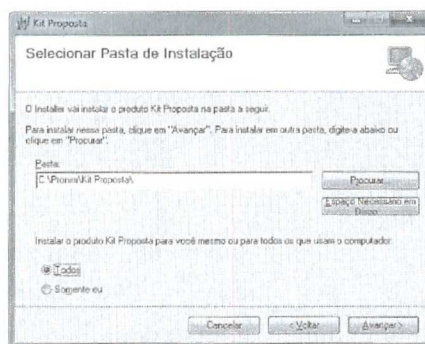 Kit Proposta
Selecionar Pasta de Instalação
O Installer vai instalar o produto Kit Proposta na pasta a seguir.
Para instalar nessa pasta, clique em "Avançar". Para instalar em outra pasta, digite-a abaixo ou
clique em "Procurar".
Pasta:
C:\Pronim\Kit Proposta\
Procurar
Espaço Necessário em
Disco
Instalar o produto Kit Proposta para você mesmo ou para todos os que usam o computador:
Todos
Somente eu
Cancelar
< Voltar
Avançar >